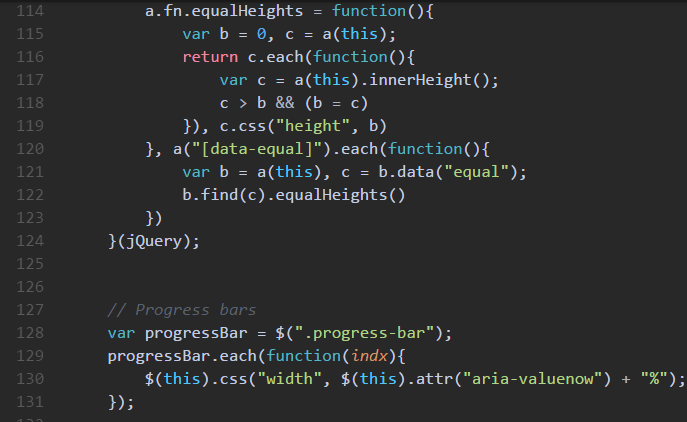 114 a.fn.equalHeights = function(){
115 var b = 0, c = a(this);
116 return c.each(function(){
117 var c = a(this).innerHeight();
118 c > b && (b = c)
119 }), c.css("height", b)
120 }, a("[data-equal]").each(function(){
121 var b = a(this), c = b.data("equal");
122 b.find(c).equalHeights()
123 })
124 }(jQuery);
125
126
127 // Progress bars
128 var progressBar = $(".progress-bar");
129 progressBar.each(function(indx){
130 $(this).css("width", $(this).attr("aria-valuenow") + "%");
131 });